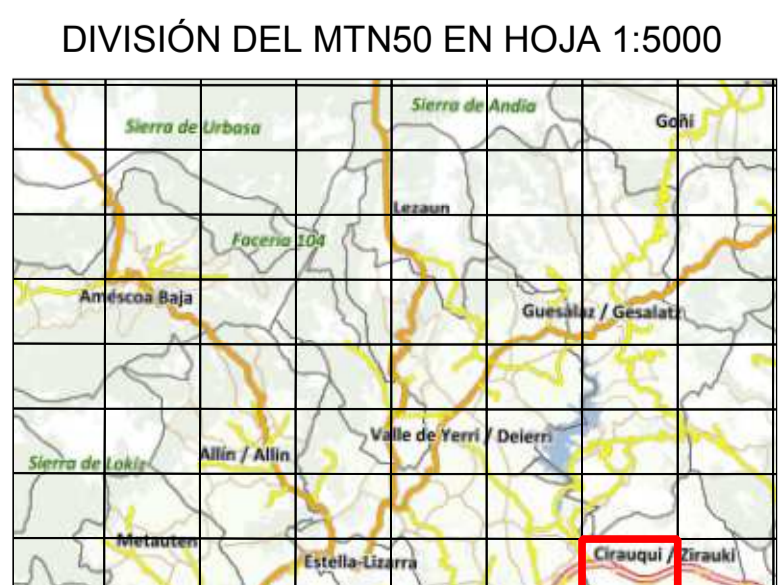 DIVISIÓN DEL MTN50 EN HOJA 1:5000
Sierra de Andia
Sierra de Urbasa
Goñi
Lezaun
Facería 104
Améscoa Baja
Guesálaz / Gesalatz
Valle de Yerri / Deierri
Allín / Allin
Sierra de Lokiz
Metauten
Cirauqui / Zirauki
Estella-Lizarra